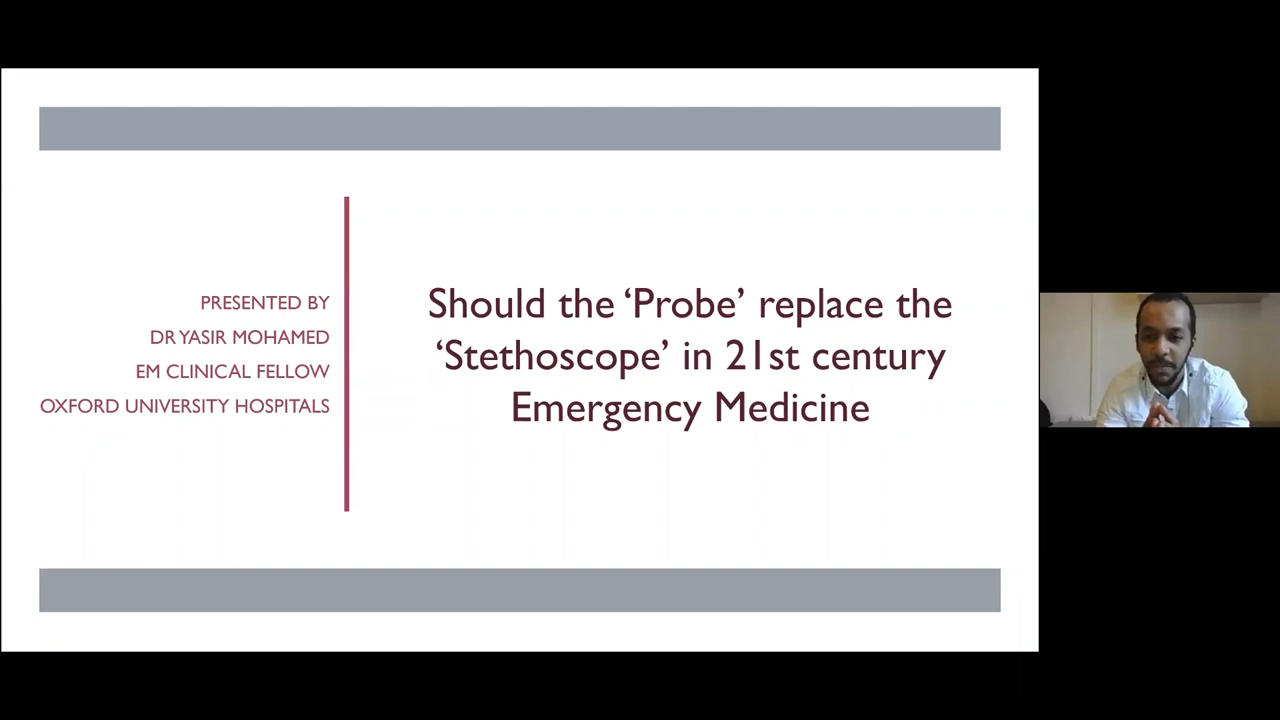 PRESENTED BY
DR YASIR MOHAMED
EM CLINICAL FELLOW
OXFORD UNIVERSITY HOSPITALS
Should the ‘Probe’ replace the
‘Stethoscope’ in 21st century
Emergency Medicine